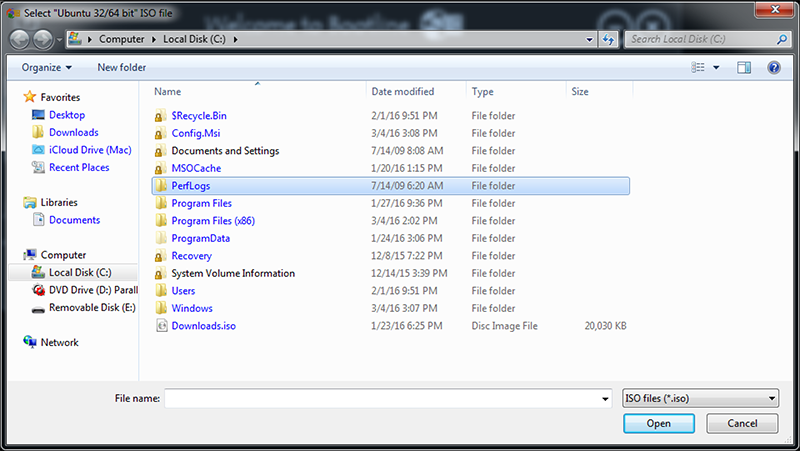 Select "Ubuntu 32/64 bit" ISO file
Computer Local Disk (C:) Search Local Disk (C:)
Organize New folder
Name Date modified Type Size
Favorites
Desktop
Downloads
iCloud Drive (Mac)
Recent Places
Libraries
Documents
Computer
Local Disk (C:)
DVD Drive (D:) Parall
Removable Disk (E:)
Network
$Recycle.Bin 2/1/16 9:51 PM File folder
Config.Msi 3/4/16 3:08 PM File folder
Documents and Settings 7/14/09 8:08 AM File folder
MSOCache 1/20/16 1:15 PM File folder
PerfLogs 7/14/09 6:20 AM File folder
Program Files 1/27/16 9:36 PM File folder
Program Files (x86) 3/4/16 2:02 PM File folder
ProgramData 1/24/16 3:06 PM File folder
Recovery 12/8/15 7:22 PM File folder
System Volume Information 12/14/15 3:39 PM File folder
Users 2/1/16 9:51 PM File folder
Windows 3/4/16 3:07 PM File folder
Downloads.iso 1/23/16 6:25 PM Disc Image File 20,030 KB
File name: ISO files (*.iso)
Open Cancel